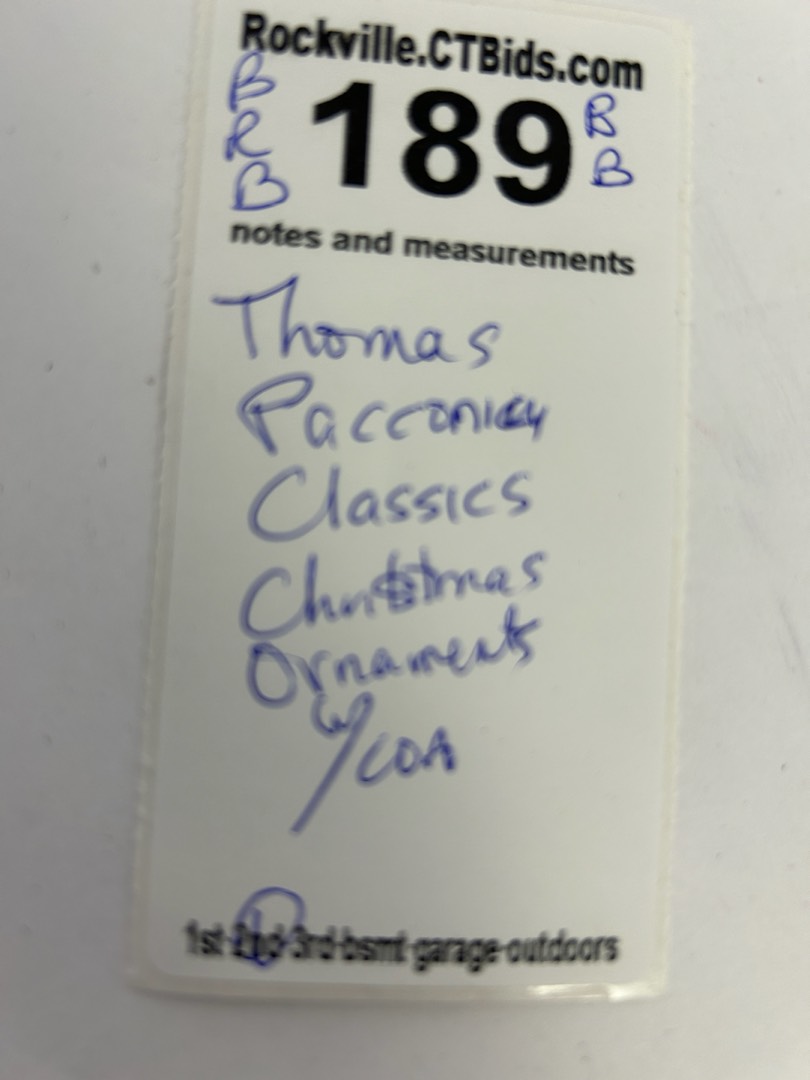 Rockville.CTBids.com
B R B
189
B B
notes and measurements
Thomas
Pacconi
Classics
Christmas
Ornaments
w/COA
1st-2nd-3rd-bsmt-garage-outdoors